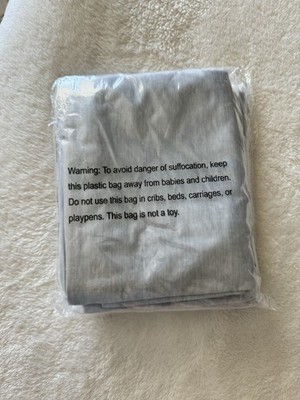 Warning: To avoid danger of suffocation, keep
this plastic bag away from babies and children.
Do not use this bag in cribs, beds, carriages, or
playpens. This bag is not a toy.